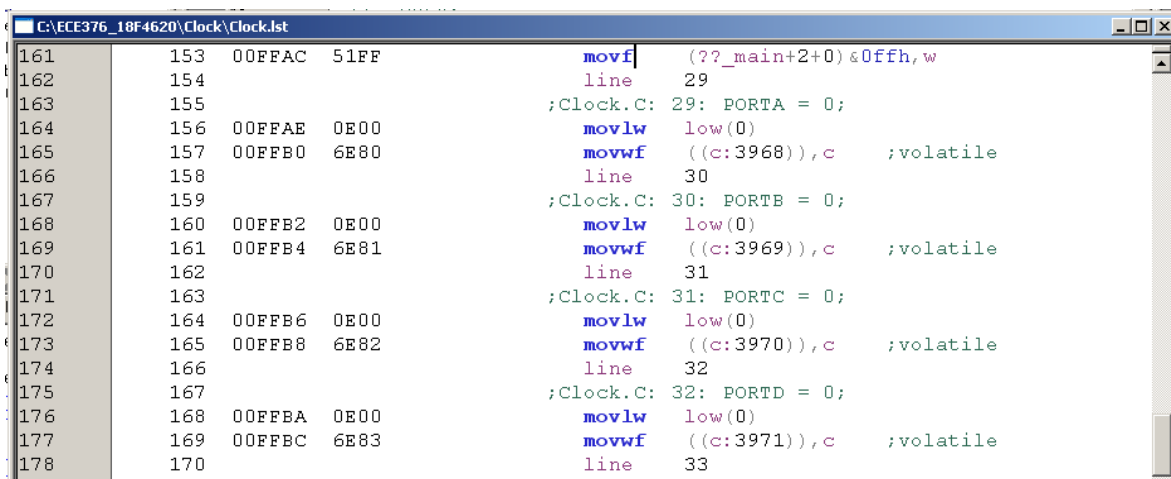 C:\ECE376_18F4620\Clock\Clock.lst
161 153 00FFAC 51FF movf (??_main+2+0)&0ffh,w
162 154 line 29
163 155 ;Clock.C: 29: PORTA = 0;
164 156 00FFAE 0E00 movlw low(0)
165 157 00FFB0 6E80 movwf ((c:3968)),c ;volatile
166 158 line 30
167 159 ;Clock.C: 30: PORTB = 0;
168 160 00FFB2 0E00 movlw low(0)
169 161 00FFB4 6E81 movwf ((c:3969)),c ;volatile
170 162 line 31
171 163 ;Clock.C: 31: PORTC = 0;
172 164 00FFB6 0E00 movlw low(0)
173 165 00FFB8 6E82 movwf ((c:3970)),c ;volatile
174 166 line 32
175 167 ;Clock.C: 32: PORTD = 0;
176 168 00FFBA 0E00 movlw low(0)
177 169 00FFBC 6E83 movwf ((c:3971)),c ;volatile
178 170 line 33